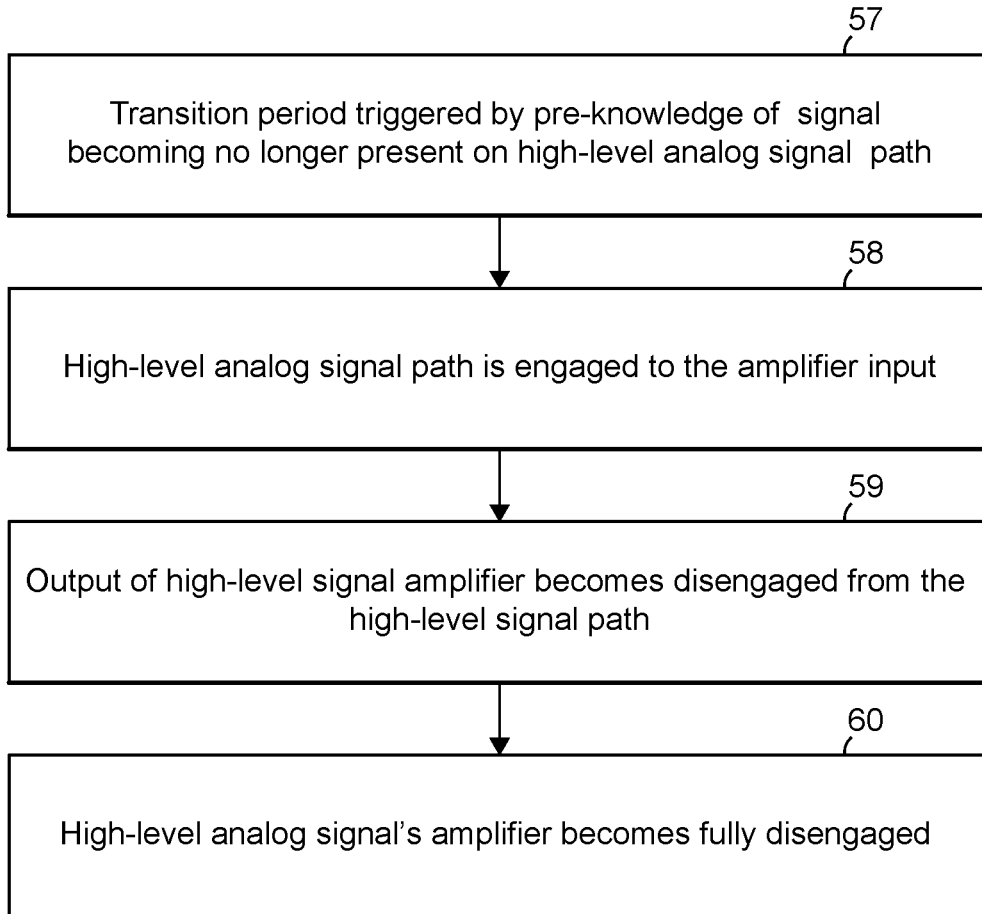 57
Transition period triggered by pre-knowledge of signal
becoming no longer present on high-level analog signal path
58
High-level analog signal path is engaged to the amplifier input
59
Output of high-level signal amplifier becomes disengaged from the
high-level signal path
60
High-level analog signal’s amplifier becomes fully disengaged